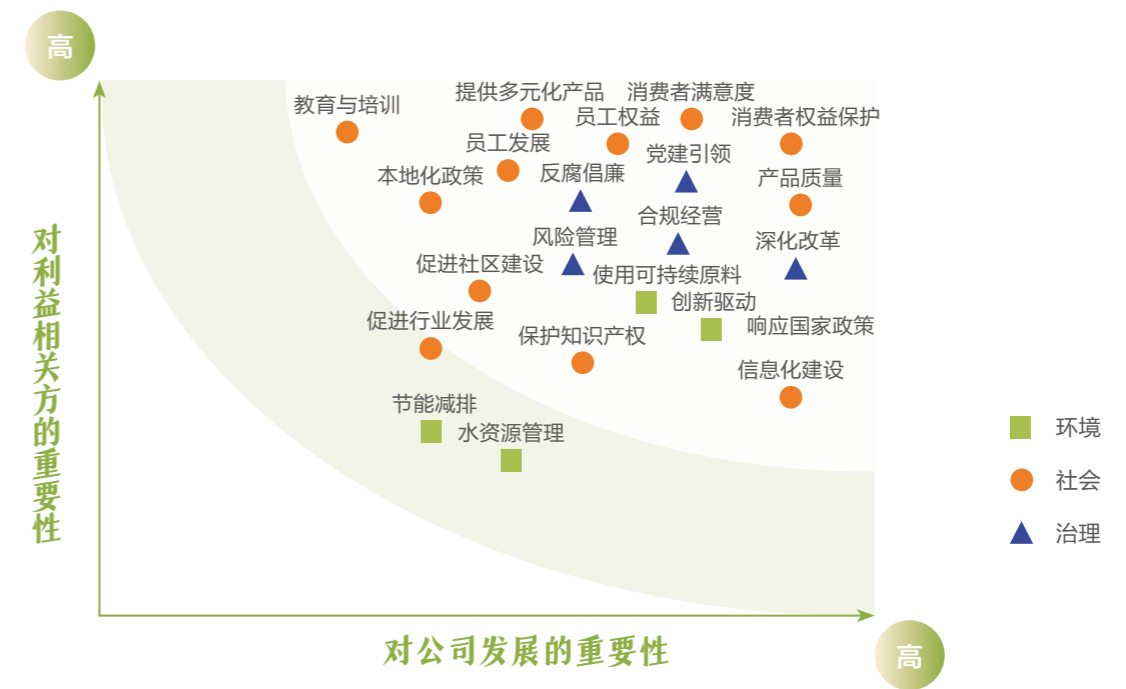 高
教育与培训
提供多元化产品
消费者满意度
员工权益
消费者权益保护
员工发展
党建引领
本地化政策
反腐倡廉
产品质量
合规经营
风险管理
深化改革
促进社区建设
使用可持续原料
创新驱动
促进行业发展
保护知识产权
响应国家政策
信息化建设
节能减排
水资源管理
对利益相关方的重要性
环境
社会
治理
对公司发展的重要性
高